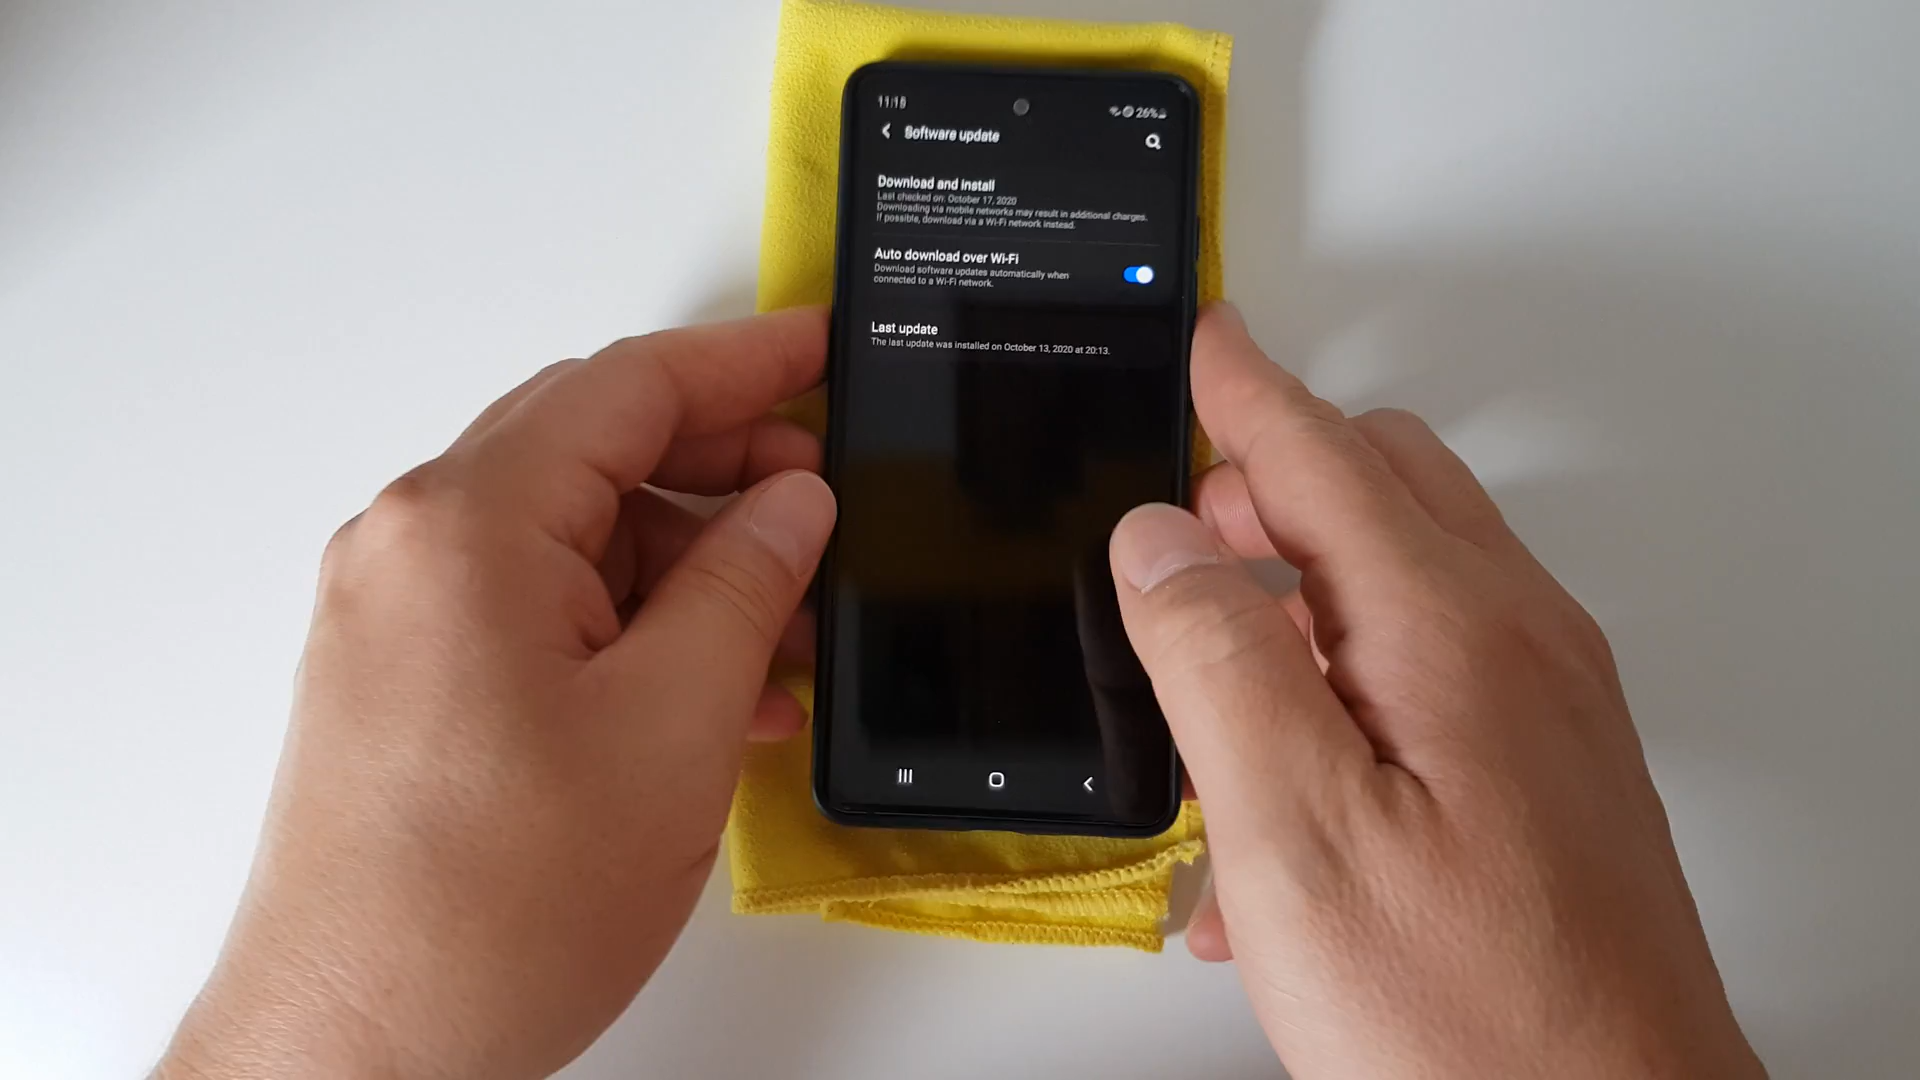 11:15
26%
Software update
Download and install
Last checked on: October 17, 2020
Downloading via mobile networks may result in additional charges.
If possible, download via a Wi-Fi network instead.
Auto download over Wi-Fi
Download software updates automatically when
connected to a Wi-Fi network.
Last update
The last update was installed on October 13, 2020 at 20:13.